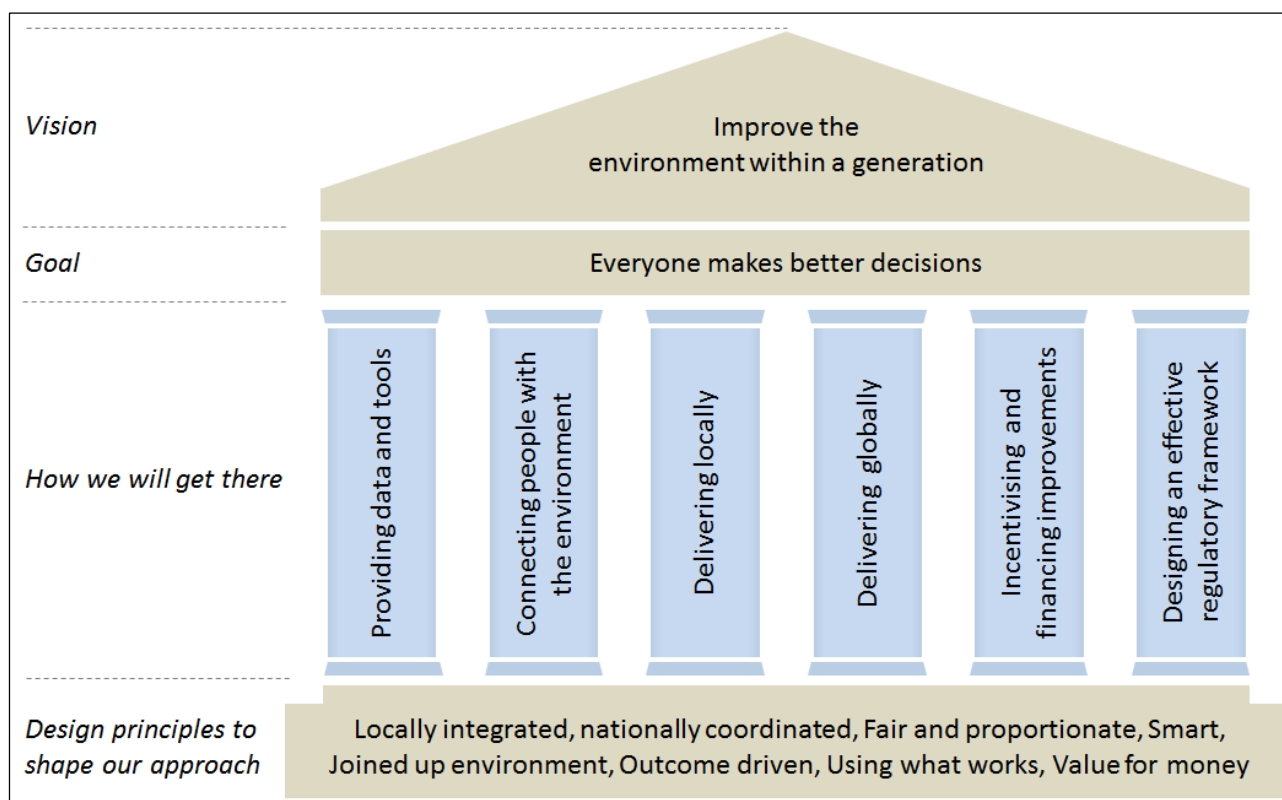 Vision
Improve the
environment within a generation
Goal
Everyone makes better decisions
How we will get there
Providing data and tools
Connecting people with
the environment
Delivering locally
Delivering globally
Incentivising and
financing improvements
Designing an effective
regulatory framework
Design principles to
shape our approach
Locally integrated, nationally coordinated, Fair and proportionate, Smart,
Joined up environment, Outcome driven, Using what works, Value for money